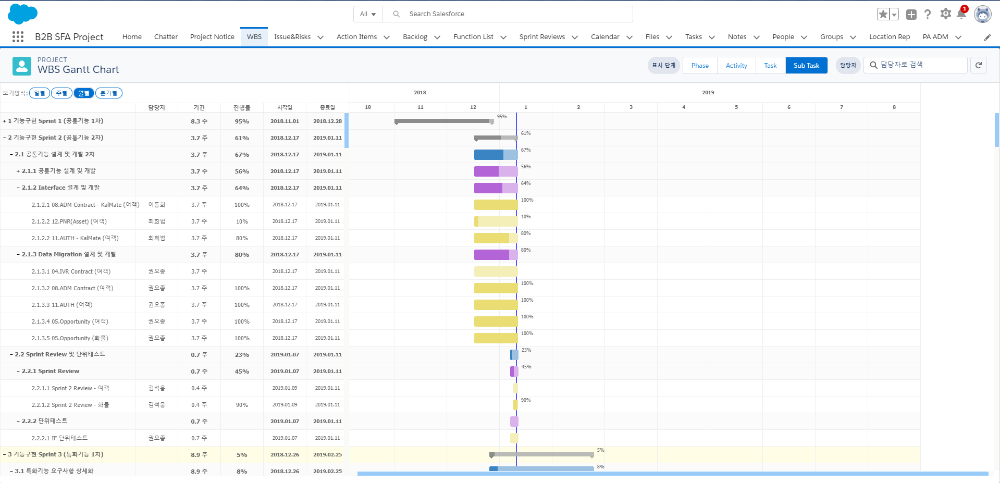 All
Search Salesforce
1
B2B SFA Project
Home
Chatter
Project Notice
WBS
Issue&Risks
Action Items
Backlog
Function List
Sprint Reviews
Calendar
Files
Tasks
Notes
People
Groups
Location Rep
PA ADM
PROJECT
WBS Gantt Chart
표시 단계
Phase
Activity
Task
Sub Task
담당자
담당자로 검색
보기방식: 일별 주별 월별 분기별
2018 2019
담당자 기간 진행률 시작일 종료일
10 11 12 1 2 3 4 5 6 7 8
+ 1 기능구현 Sprint 1 (공통기능 1차) 8.3 주 95% 2018.11.01 2018.12.28 95%
- 2 기능구현 Sprint 2 (공통기능 2차) 3.7 주 61% 2018.12.17 2019.01.11 61%
- 2.1 공통기능 설계 및 개발 2차 3.7 주 67% 2018.12.17 2019.01.11 67%
+ 2.1.1 공통기능 설계 및 개발 3.7 주 56% 2018.12.17 2019.01.11 56%
- 2.1.2 Interface 설계 및 개발 3.7 주 64% 2018.12.17 2019.01.11 64%
2.1.2.1 08.ADM Contract - KalMate (여객) 이동희 3.7 주 100% 2018.12.17 2019.01.11 100%
2.1.2.2 12.PNR(Asset) (여객) 최희범 3.7 주 10% 2018.12.17 2019.01.11 10%
2.1.2.2 11.AUTH - KalMate (여객) 최희범 3.7 주 80% 2018.12.17 2019.01.11 80%
- 2.1.3 Data Migration 설계 및 개발 3.7 주 80% 2018.12.17 2019.01.11 80%
2.1.3.1 04.IVR Contract (여객) 권오종 3.7 주 2018.12.17 2019.01.11
2.1.3.2 08.ADM Contract (여객) 권오종 3.7 주 100% 2018.12.17 2019.01.11 100%
2.1.3.3 11.AUTH (여객) 권오종 3.7 주 100% 2018.12.17 2019.01.11 100%
2.1.3.4 05.Opportunity (여객) 권오종 3.7 주 100% 2018.12.17 2019.01.11 100%
2.1.3.5 05.Opportunity (화물) 권오종 3.7 주 100% 2018.12.17 2019.01.11 100%
- 2.2 Sprint Review 및 단위테스트 0.7 주 23% 2019.01.07 2019.01.11 23%
- 2.2.1 Sprint Review 0.7 주 45% 2019.01.07 2019.01.11 45%
2.2.1.1 Sprint 2 Review - 여객 김석웅 0.4 주 2019.01.09 2019.01.11
2.2.1.2 Sprint 2 Review - 화물 김석웅 0.4 주 90% 2019.01.09 2019.01.11 90%
- 2.2.2 단위테스트 0.7 주 2019.01.07 2019.01.11
2.2.2.1 IF 단위테스트 권오종 0.7 주 2019.01.07 2019.01.11
- 3 기능구현 Sprint 3 (특화기능 1차) 8.9 주 5% 2018.12.26 2019.02.25 5%
- 3.1 특화기능 요구사항 상세화 8.9 주 8% 2018.12.26 2019.02.25 8%